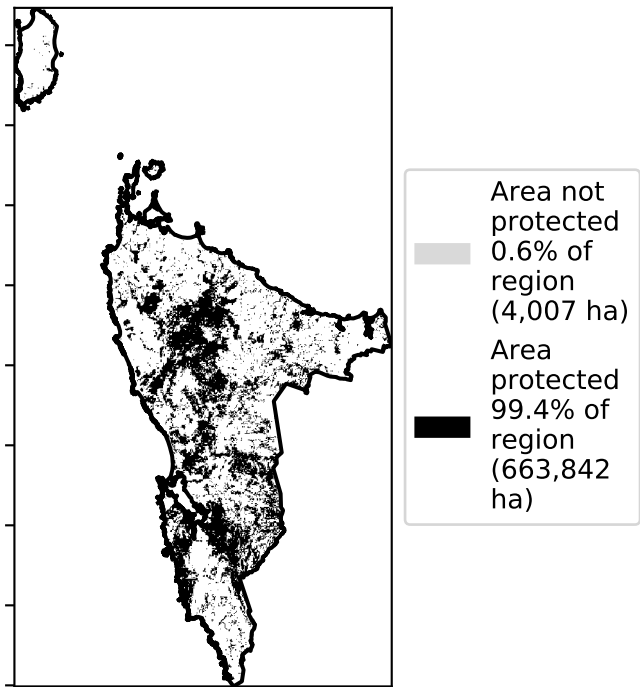 Area not
protected
0.6% of
region
(4,007 ha)
Area
protected
99.4% of
region
(663,842
ha)